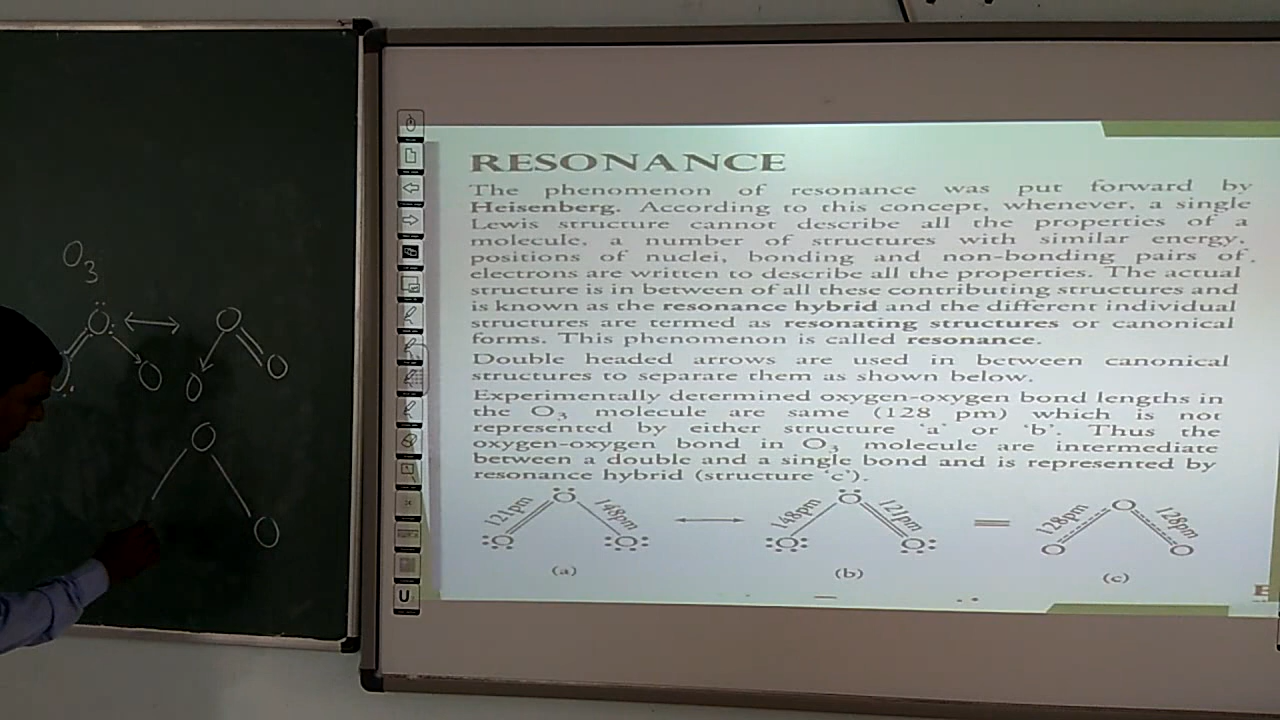 O3
O O
O O O O
O
O
RESONANCE
The phenomenon of resonance was put forward by
Heisenberg. According to this concept, whenever, a single
Lewis structure cannot describe all the properties of a
molecule, a number of structures with similar energy,
positions of nuclei, bonding and non-bonding pairs of.
electrons are written to describe all the properties. The actual
structure is in between of all these contributing structures and
is known as the resonance hybrid and the different individual
structures are termed as resonating structures or canonical
forms. This phenomenon is called resonance.
Double headed arrows are used in between canonical
structures to separate them as shown below.
Experimentally determined oxygen-oxygen bond lengths in
the O3 molecule are same (128 pm) which is not
represented by either structure 'a' or 'b'. Thus the
oxygen-oxygen bond in O3 molecule are intermediate
between a double and a single bond and is represented by
resonance hybrid (structure 'c').
121pm O 148pm 148pm O 121pm 128pm O 128pm
O O O O O O
(a) (b) (c)
U
E